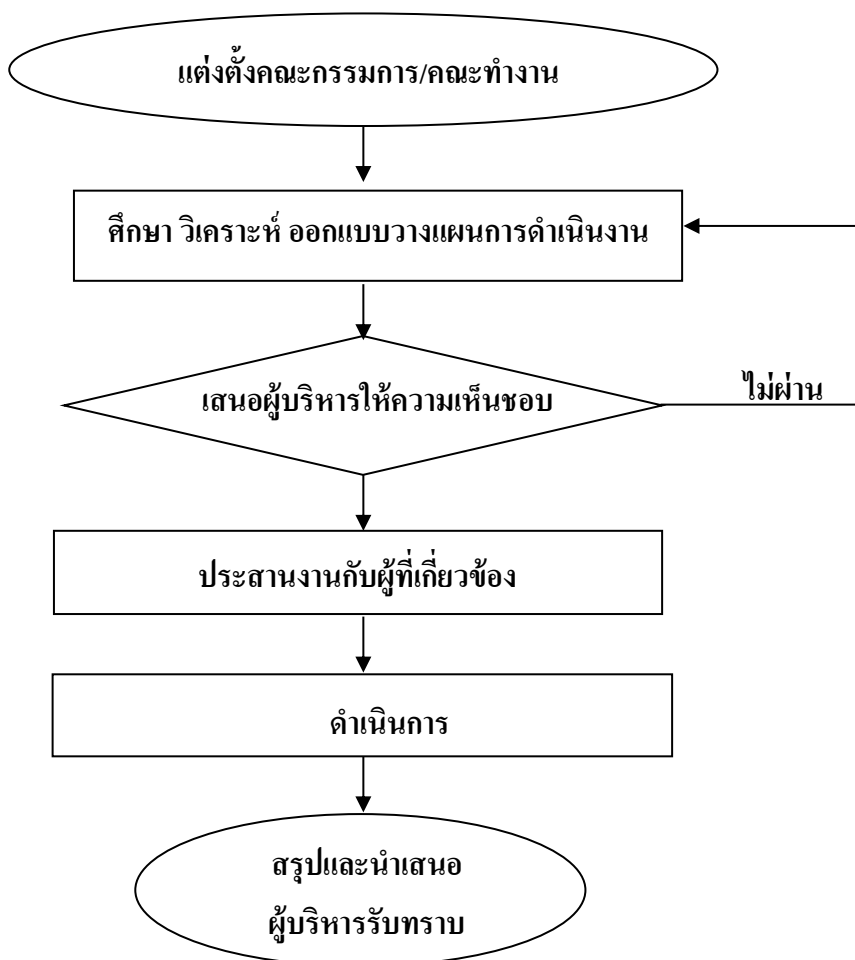 แต่งตั้งคณะกรรมการ/คณะทำงาน
ศึกษา วิเคราะห์ ออกแบบวางแผนการดำเนินงาน
เสนอผู้บริหารให้ความเห็นชอบ
ไม่ผ่าน
ประสานงานกับผู้ที่เกี่ยวข้อง
ดำเนินการ
สรุปและนำเสนอ
ผู้บริหารรับทราบ